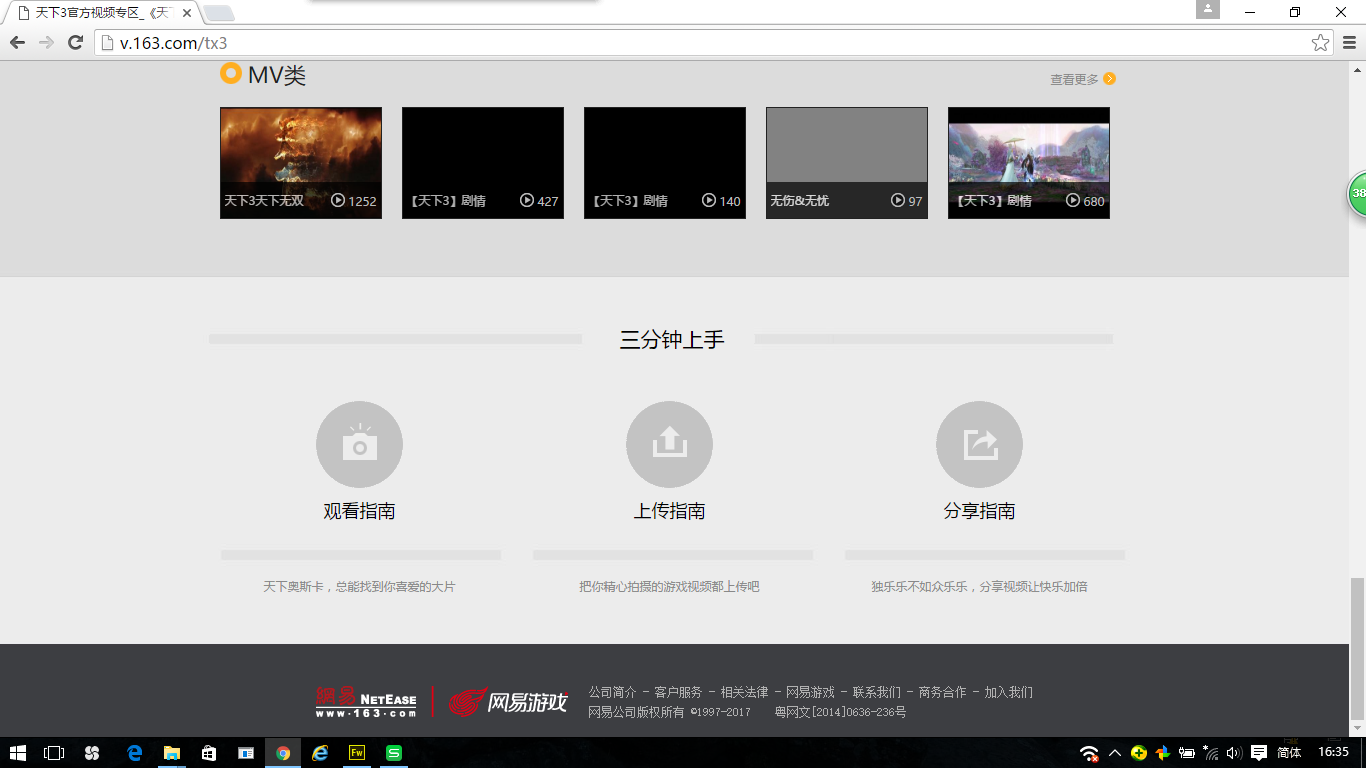 天下3官方视频专区_《天下
v.163.com/tx3
MV类
查看更多
天下3天下无双 1252
【天下3】剧情 427
【天下3】剧情 140
无伤&无忧 97
【天下3】剧情 680
38
三分钟上手
观看指南
上传指南
分享指南
天下奥斯卡，总能找到你喜爱的大片
把你精心拍摄的游戏视频都上传吧
独乐乐不如众乐乐，分享视频让快乐加倍
網易 NETEASE
www.163.com
网易游戏
公司简介 - 客户服务 - 相关法律 - 网易游戏 - 联系我们 - 商务合作 - 加入我们
网易公司版权所有 ©1997-2017 粤网文[2014]0636-236号
Fw
S
简体
16:35